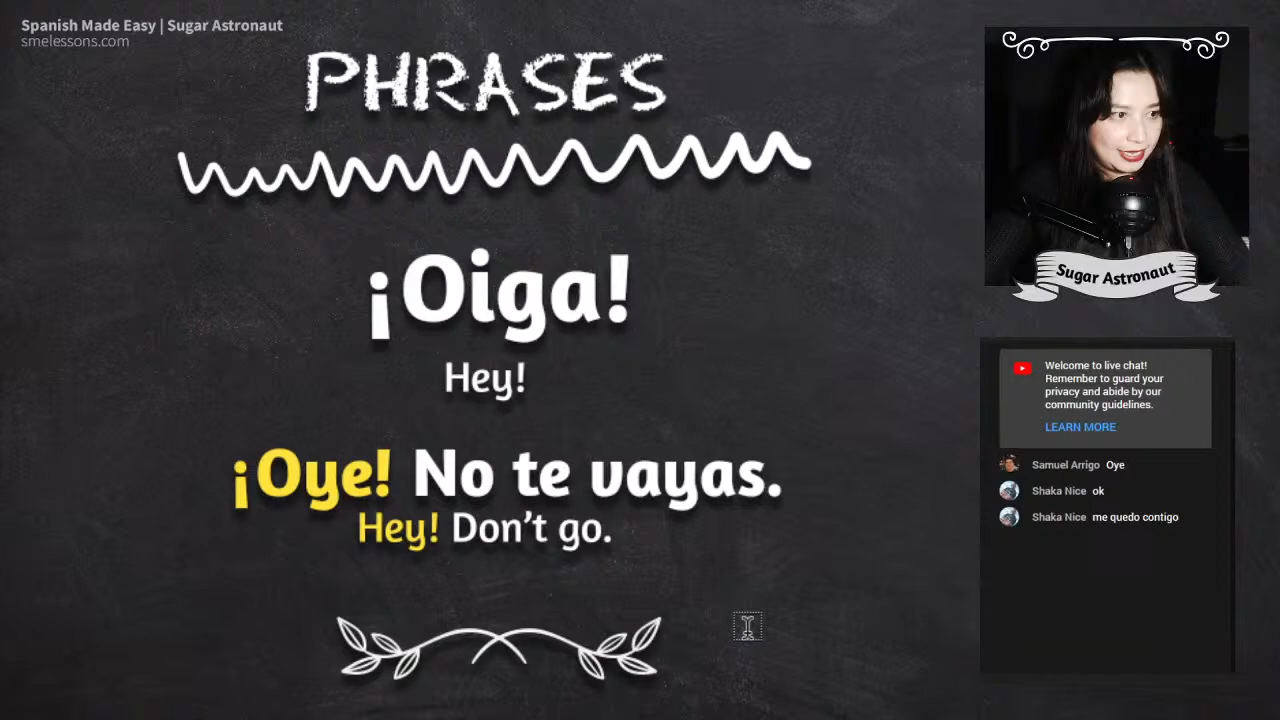 Spanish Made Easy | Sugar Astronaut
smelessons.com
PHRASES
¡Oiga!
Hey!
¡Oye! No te vayas.
Hey! Don't go.
Sugar Astronaut
Welcome to live chat!
Remember to guard your
privacy and abide by our
community guidelines.
LEARN MORE
Samuel Arrigo Oye
Shaka Nice ok
Shaka Nice me quedo contigo